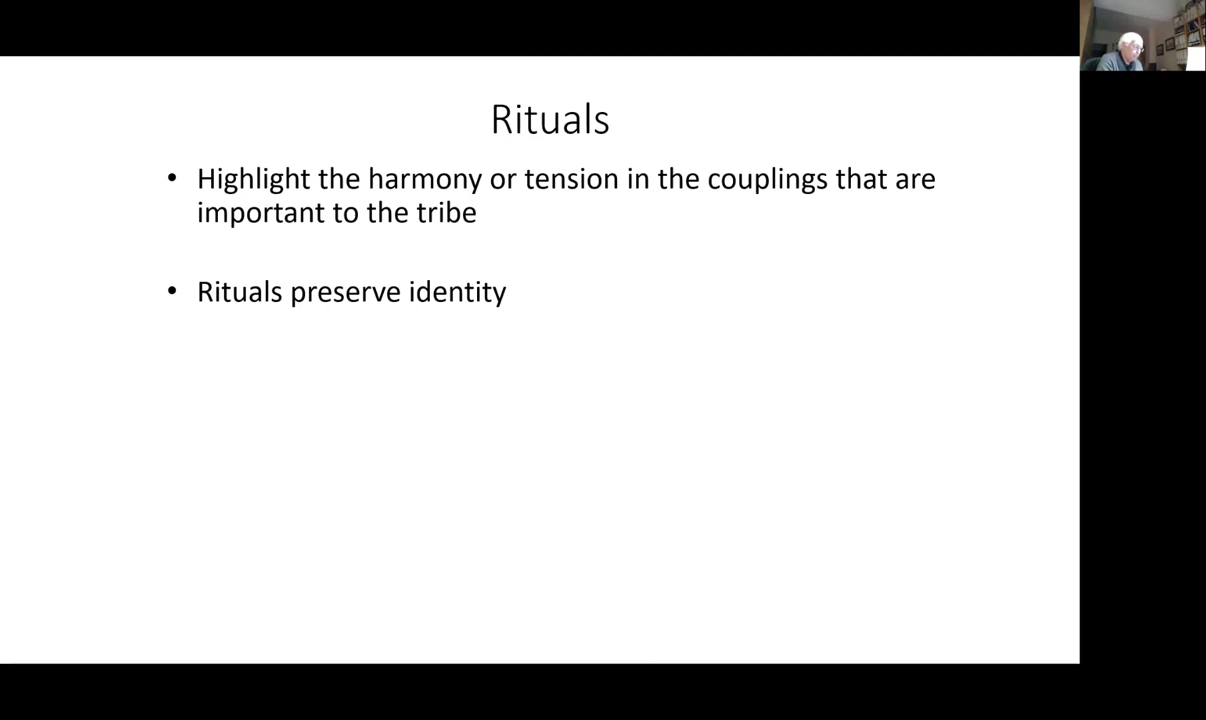 Rituals
• Highlight the harmony or tension in the couplings that are
important to the tribe
• Rituals preserve identity